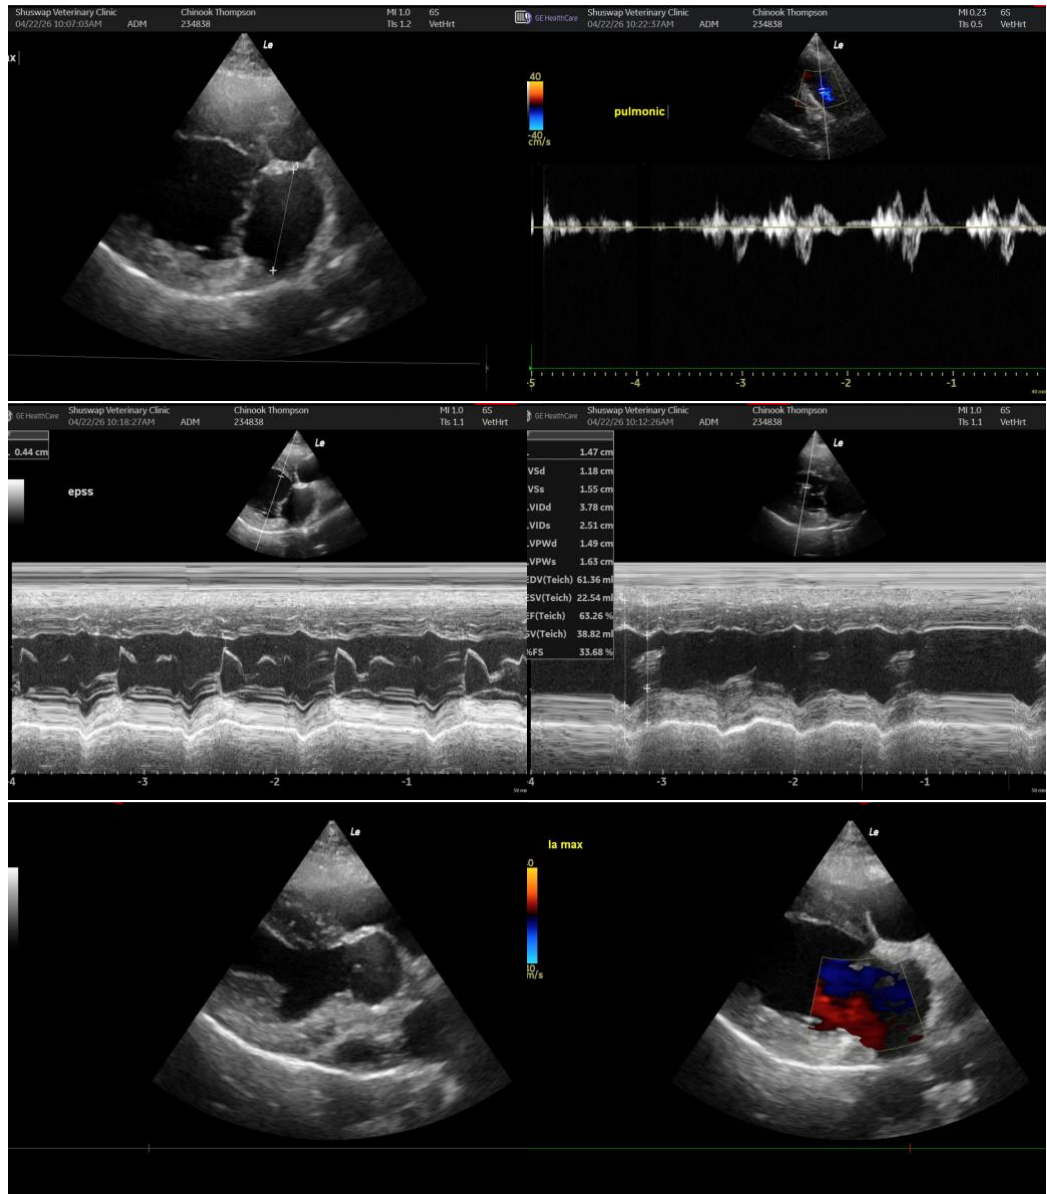 Shuswap Veterinary Clinic Chinook Thompson MI 1.0 6S
04/22/26 10:07:03AM ADM 234838 TIs 1.2 VetHrt
Le
ax
GE HealthCare Shuswap Veterinary Clinic Chinook Thompson MI 0.23 6S
04/22/26 10:22:37AM ADM 234838 TIs 0.5 VetHrt
Le
40
-40
cm/s
pulmonic
-5 -4 -3 -2 -1
GE HealthCare Shuswap Veterinary Clinic Chinook Thompson MI 1.0 6S
04/22/26 10:18:27AM ADM 234838 TIs 1.1 VetHrt
0.44 cm
Le
epss
-4 -3 -2 -1
GE HealthCare Shuswap Veterinary Clinic Chinook Thompson MI 1.0 6S
04/22/26 10:12:26AM ADM 234838 TIs 1.1 VetHrt
Le
1.47 cm
VSd 1.18 cm
VSs 1.55 cm
VIDd 3.78 cm
VIDs 2.51 cm
VPWd 1.49 cm
VPWs 1.63 cm
EDV(Teich) 61.36 ml
ESV(Teich) 22.54 ml
EF(Teich) 63.26 %
SV(Teich) 38.82 ml
%FS 33.68 %
-4 -3 -2 -1
Le
Le
la max
m/s